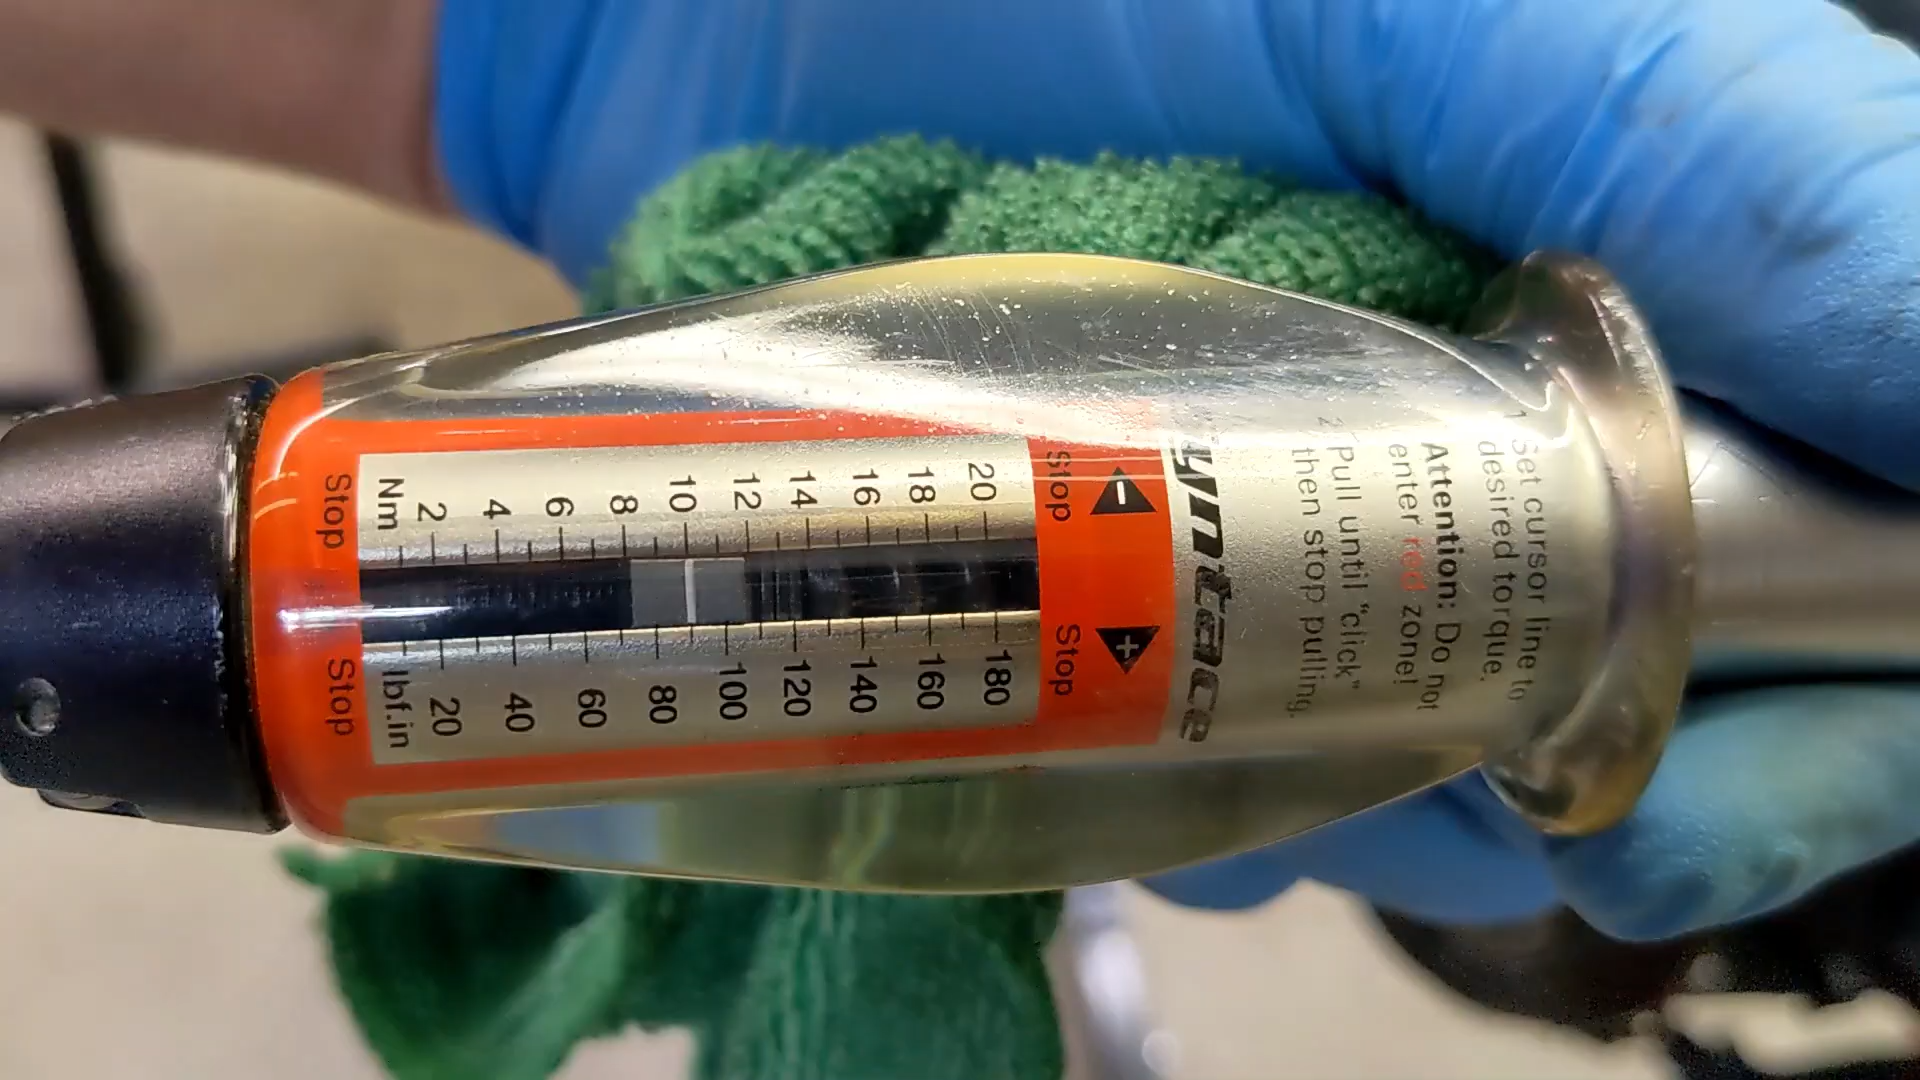 Stop
Nm 2 4 6 8 10 12 14 16 18 20
Stop
−
Stop
lbf.in 20 40 60 80 100 120 140 160 180
Stop
+
yntace
1 Set cursor line to
desired torque.
Attention: Do not
enter red zone!
2 Pull until “click”
then stop pulling.